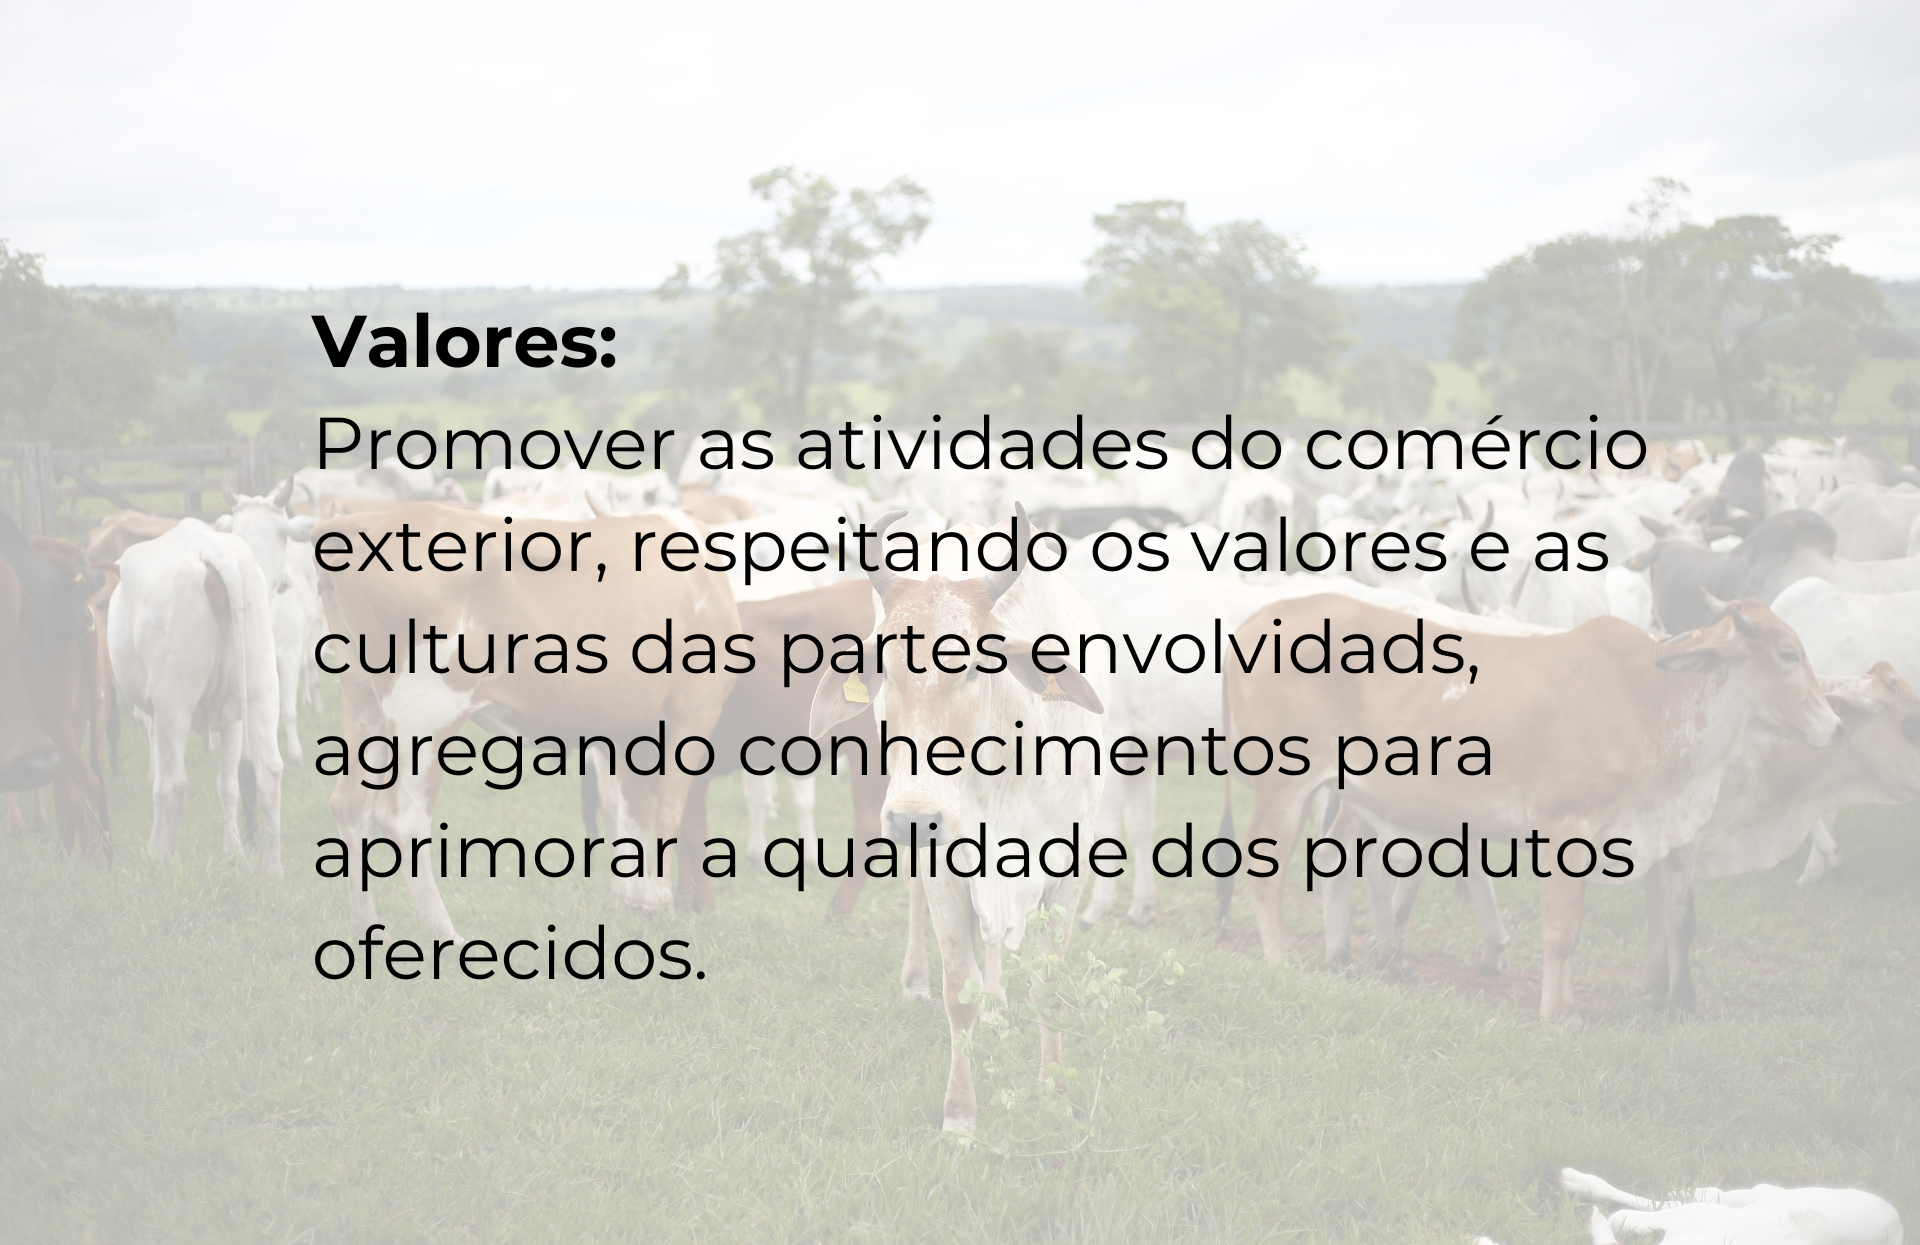 Valores:
Promover as atividades do comércio
exterior, respeitando os valores e as
culturas das partes envolvidads,
agregando conhecimentos para
aprimorar a qualidade dos produtos
oferecidos.